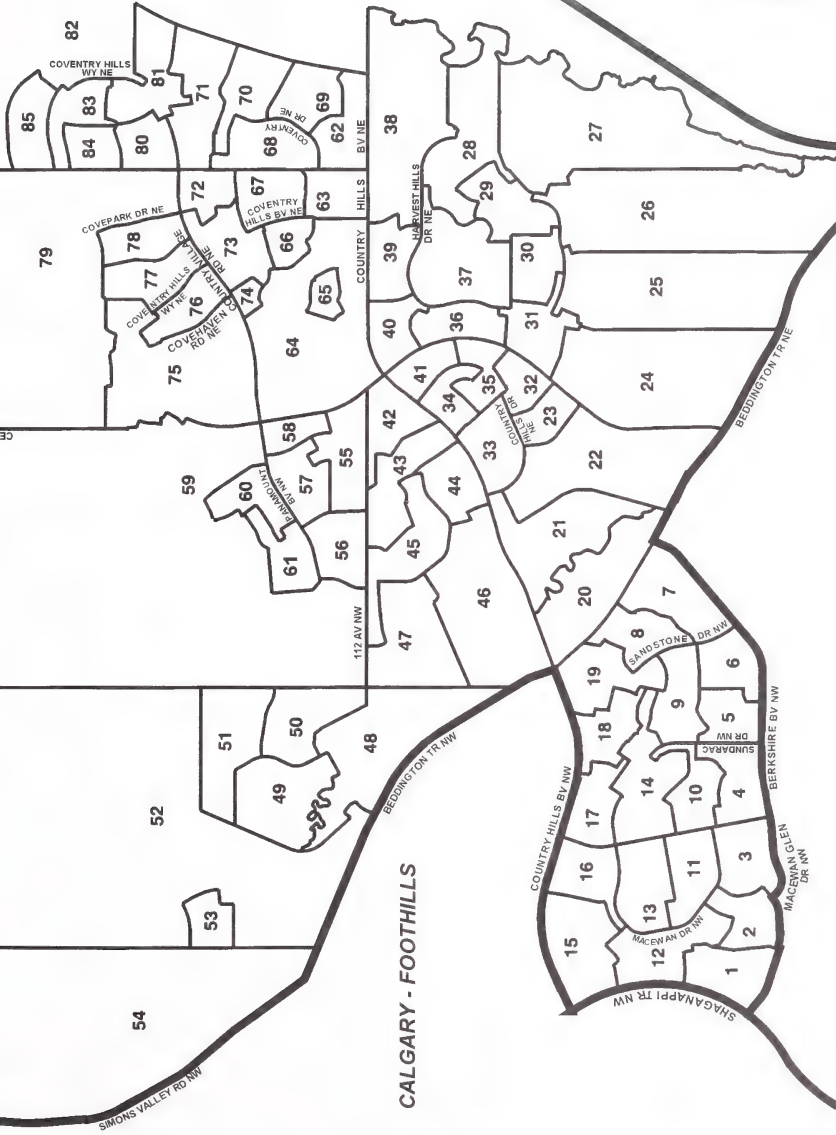 CALGARY - FOOTHILLS
SIMONS VALLEY RD NW
54
53
52
51
50
49
48
BEDDINGTON TR NW
112 AV NW
47
46
45
44
43
42
41
40
39
38
59
60
61
56
57
58
55
PANAMOUNT
BV NW
79
75
76
77
78
COVEPARK DR NE
COVENTRY HILLS
WY NE
COVEHAVEN
RD NE
COUNTRY VILLAGE
RD NE
72
73
74
64
65
66
67
63
COVENTRY
HILLS BV NE
COUNTRY
HILLS
BV NE
82
85
83
84
80
81
COVENTRY HILLS
WY NE
71
70
69
68
62
COVENTRY
DR NE
HARVEST HILLS
DR NE
28
29
37
30
36
31
35
34
33
32
23
COUNTRY
HILLS DR
NE
27
26
25
24
22
21
20
BEDDINGTON TR NE
COUNTRY HILLS BV NW
15
16
17
18
19
8
7
SANDSTONE DR NW
9
6
5
SUNDARAC
DR NW
14
10
4
13
11
3
12
MACEWAN DR NW
2
1
BERKSHIRE BV NW
MACEWAN GLEN
DR NW
SHAGANAPPI TR NW
CE